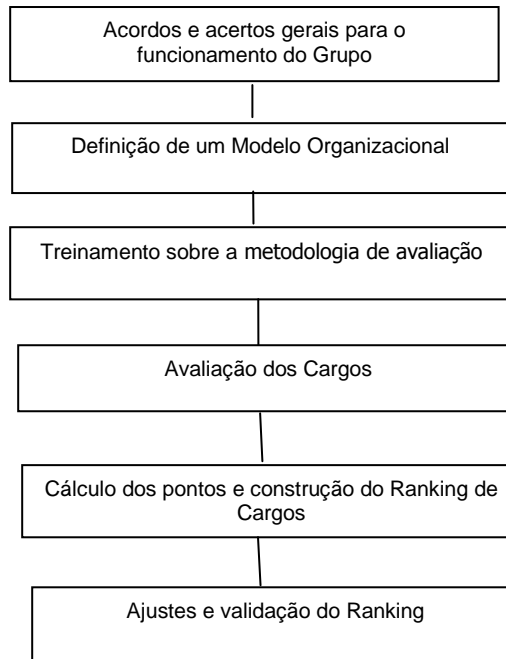 Acordos e acertos gerais para o
funcionamento do Grupo
Definição de um Modelo Organizacional
Treinamento sobre a metodologia de avaliação
Avaliação dos Cargos
Cálculo dos pontos e construção do Ranking de
Cargos
Ajustes e validação do Ranking